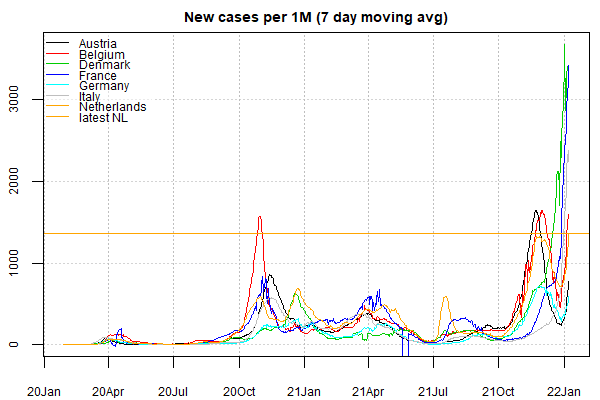 New cases per 1M (7 day moving avg)
Austria
Belgium
Denmark
France
Germany
Italy
Netherlands
latest NL
3000
2000
1000
0
20Jan 20Apr 20Jul 20Oct 21Jan 21Apr 21Jul 21Oct 22Jan